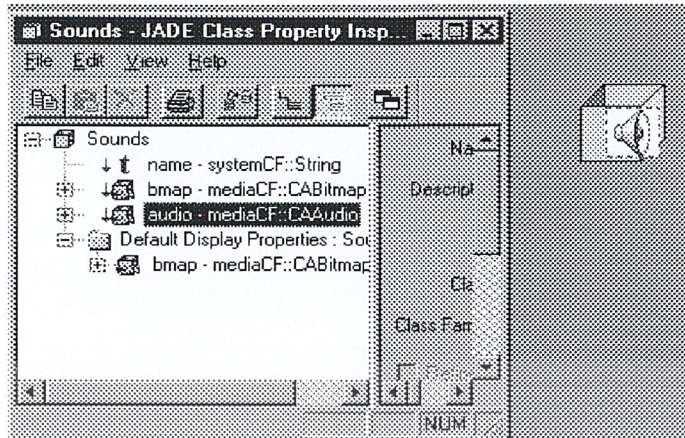 Sounds - JADE Class Property Insp...
File Edit View Help
Sounds
name - systemCF::String
bmap - mediaCF::CABitmap
audio - mediaCF::CAAudio
Default Display Properties : Sou
bmap - mediaCF::CABitmap
Na
Descript
Cla
Class Fam
NUM